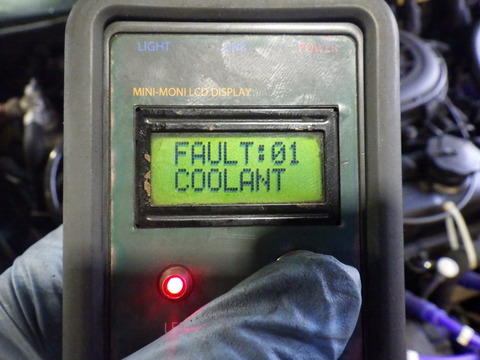 LIGHT
POWER
MINI-MONI LCD DISPLAY
FAULT:01
COOLANT